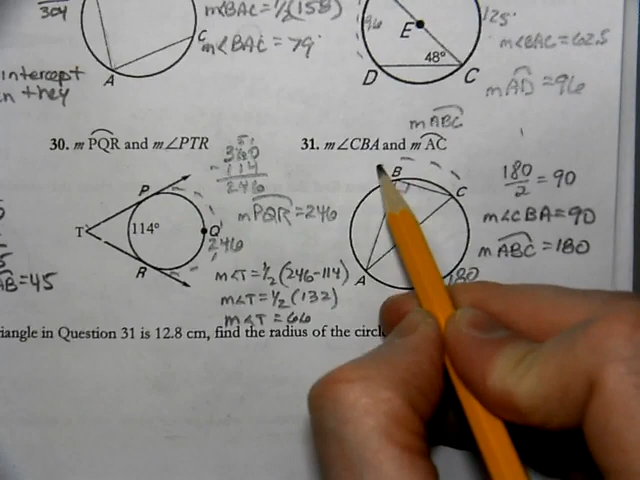 304
m∠BAC = 1/2(158)
m∠BAC = 79°
A
C
96
E
125°
48°
D
C
m∠BAC = 62.5
mAD = 96
intercept
they
30. mPQR and m∠PTR
360
- 114
246
mPQR = 246
P
T
114°
Q
R
246
m∠T = 1/2(246-114)
m∠T = 1/2(132)
m∠T = 66
AB = 45
mABC
31. m∠CBA and mAC
B
C
A
180
180/2 = 90
m∠CBA = 90
mABC = 180
iangle in Question 31 is 12.8 cm, find the radius of the circl